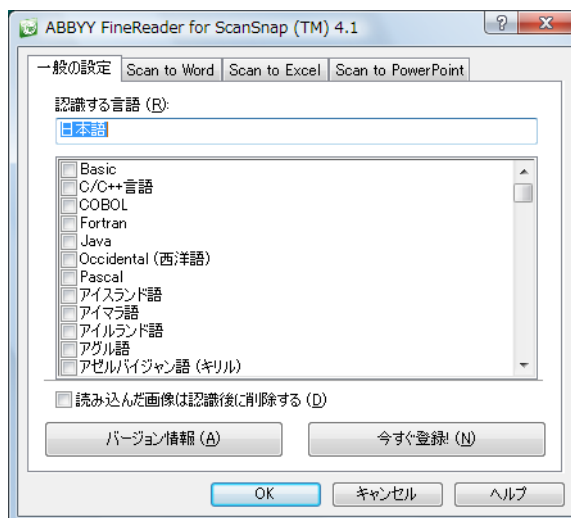 ABBYY FineReader for ScanSnap (TM) 4.1
一般の設定 Scan to Word Scan to Excel Scan to PowerPoint
認識する言語 (R):
日本語
Basic
C/C++言語
COBOL
Fortran
Java
Occidental (西洋語)
Pascal
アイスランド語
アイマラ語
アイルランド語
アグル語
アゼルバイジャン語 (キリル)
読み込んだ画像は認識後に削除する (D)
バージョン情報 (A) 今すぐ登録! (N)
OK キャンセル ヘルプ